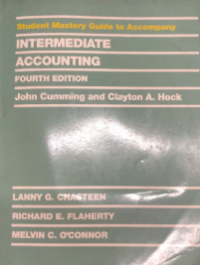 Student Mastery Guide to Accompany
INTERMEDIATE
ACCOUNTING
FOURTH EDITION
John Cumming and Clayton A. Hock
LANNY G. CHASTEEN
RICHARD E. FLAHERTY
MELVIN C. O'CONNOR